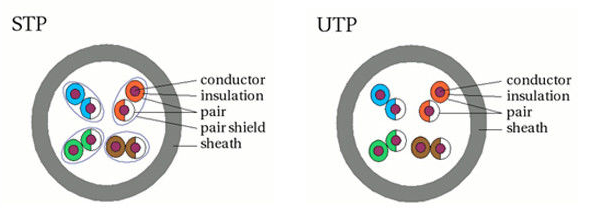 STP
conductor
insulation
pair
pair shield
sheath
UTP
conductor
insulation
pair
sheath